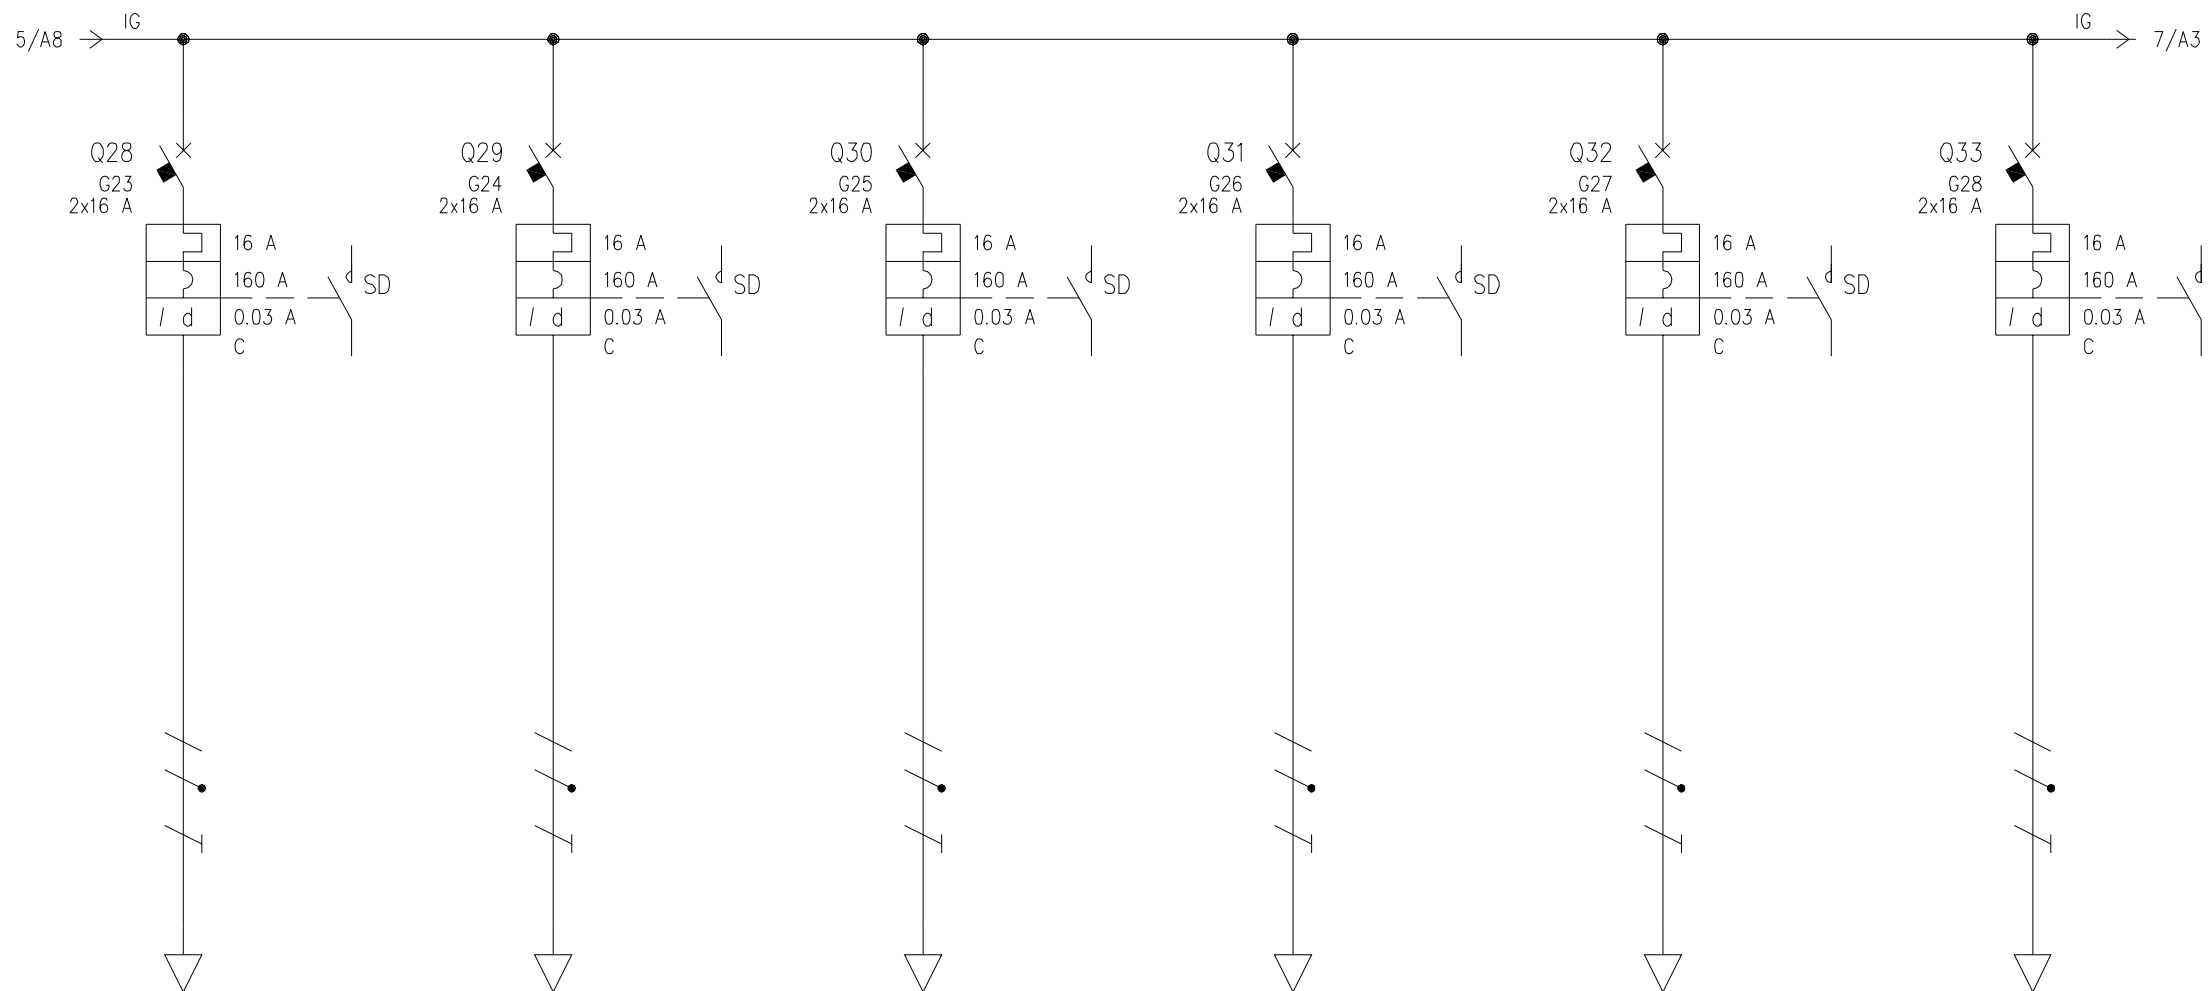 5/A8 IG IG 7/A3
Q28 Q29 Q30 Q31 Q32 Q33
G23 G24 G25 G26 G27 G28
2x16 A 2x16 A 2x16 A 2x16 A 2x16 A 2x16 A
16 A 16 A 16 A 16 A 16 A 16 A
160 A SD 160 A SD 160 A SD 160 A SD 160 A SD 160 A
I d 0.03 A I d 0.03 A I d 0.03 A I d 0.03 A I d 0.03 A I d 0.03 A
C C C C C C